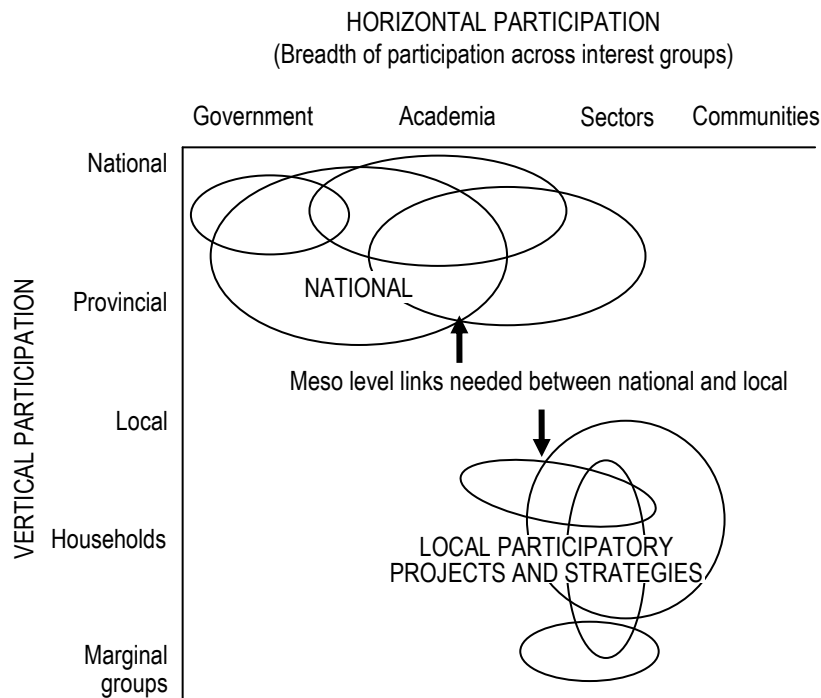 HORIZONTAL PARTICIPATION
(Breadth of participation across interest groups)
Government Academia Sectors Communities
National
NATIONAL
Provincial
Meso level links needed between national and local
Local
VERTICAL PARTICIPATION
Households
LOCAL PARTICIPATORY
PROJECTS AND STRATEGIES
Marginal
groups